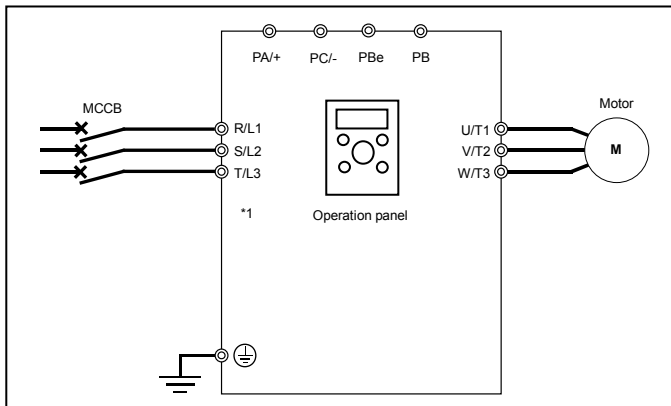 PA/+ PC/- PBe PB
MCCB
Motor
R/L1
U/T1
S/L2
V/T2
M
T/L3
W/T3
*1
Operation panel